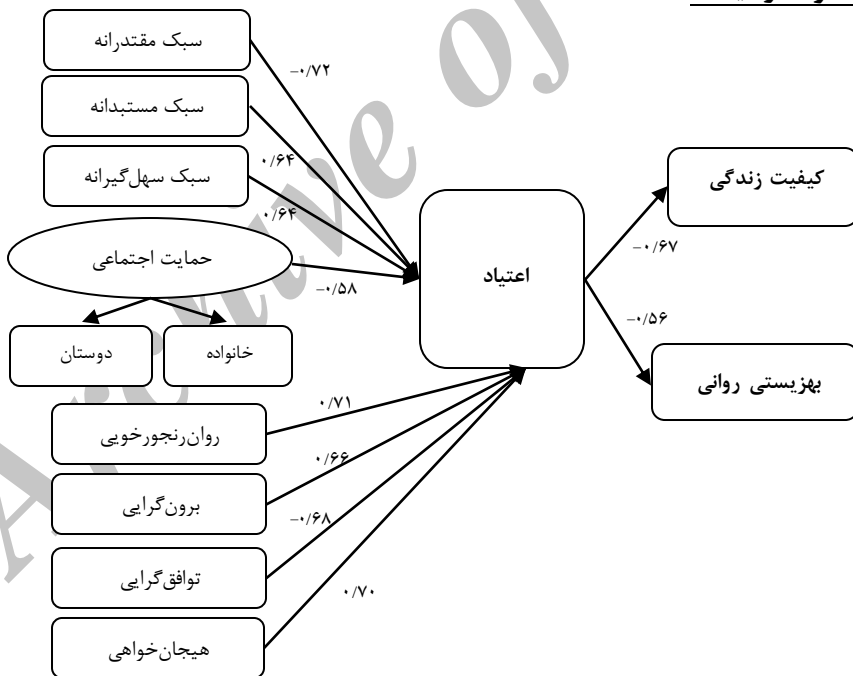 سبک مقتدرانه
–۰/۷۲
سبک مستبدانه
۰/۶۴
سبک سهل‌گیرانه
۰/۶۴
حمایت اجتماعی
–۰/۵۸
دوستان
خانواده
روان‌رنجورخویی
۰/۷۱
برون‌گرایی
۰/۶۶
توافق‌گرایی
–۰/۶۸
هیجان‌خواهی
۰/۷۰
اعتیاد
کیفیت زندگی
–۰/۶۷
–۰/۵۶
بهزیستی روانی
Archive of